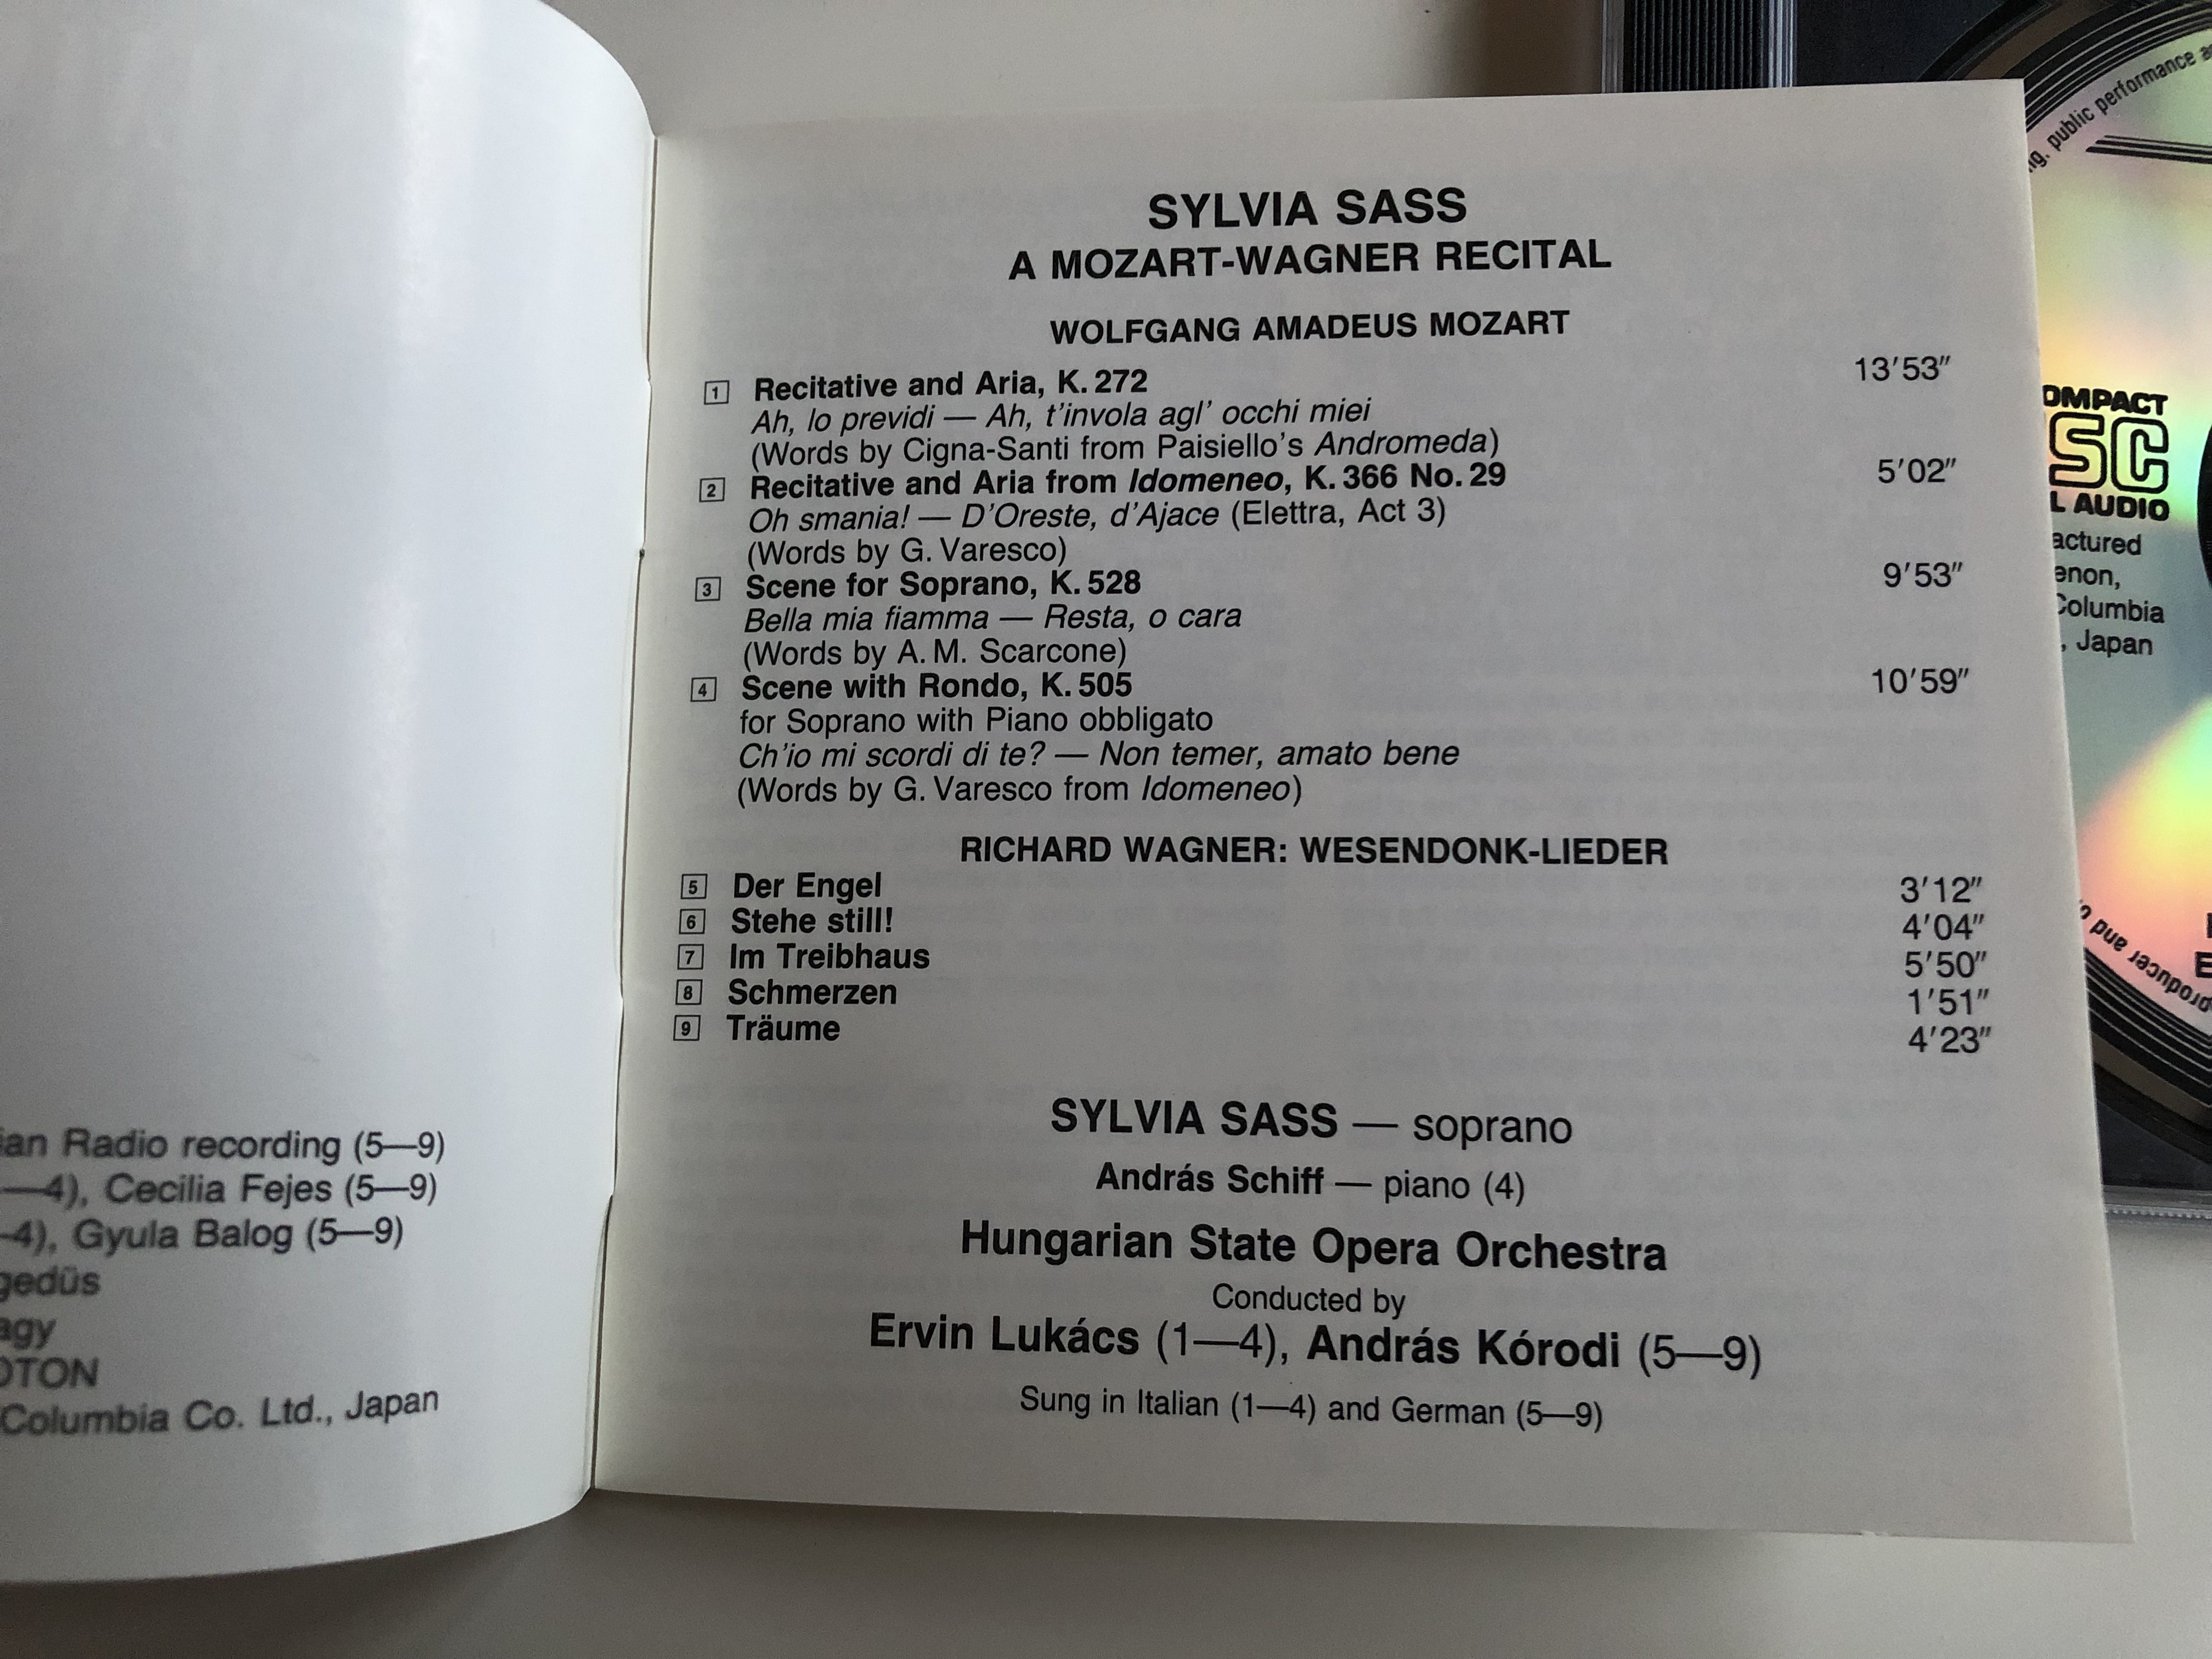 ian Radio recording (5—9)
—4), Cecilia Fejes (5—9)
—4), Gyula Balog (5—9)
gedüs
agy
OTON
Columbia Co. Ltd., Japan
SYLVIA SASS
A MOZART-WAGNER RECITAL
WOLFGANG AMADEUS MOZART
1 Recitative and Aria, K. 272 13′53″
Ah, lo previdi — Ah, t'invola agl' occhi miei
(Words by Cigna-Santi from Paisiello's Andromeda)
2 Recitative and Aria from Idomeneo, K. 366 No. 29 5′02″
Oh smania! — D'Oreste, d'Ajace (Elettra, Act 3)
(Words by G. Varesco)
3 Scene for Soprano, K. 528 9′53″
Bella mia fiamma — Resta, o cara
(Words by A. M. Scarcone)
4 Scene with Rondo, K. 505 10′59″
for Soprano with Piano obbligato
Ch'io mi scordi di te? — Non temer, amato bene
(Words by G. Varesco from Idomeneo)
RICHARD WAGNER: WESENDONK-LIEDER
5 Der Engel 3′12″
6 Stehe still! 4′04″
7 Im Treibhaus 5′50″
8 Schmerzen 1′51″
9 Träume 4′23″
SYLVIA SASS — soprano
András Schiff — piano (4)
Hungarian State Opera Orchestra
Conducted by
Ervin Lukács (1—4), András Kórodi (5—9)
Sung in Italian (1—4) and German (5—9)
ng, public performance a
OMPACT
SC
L AUDIO
actured
enon,
Columbia
, Japan
producer and o